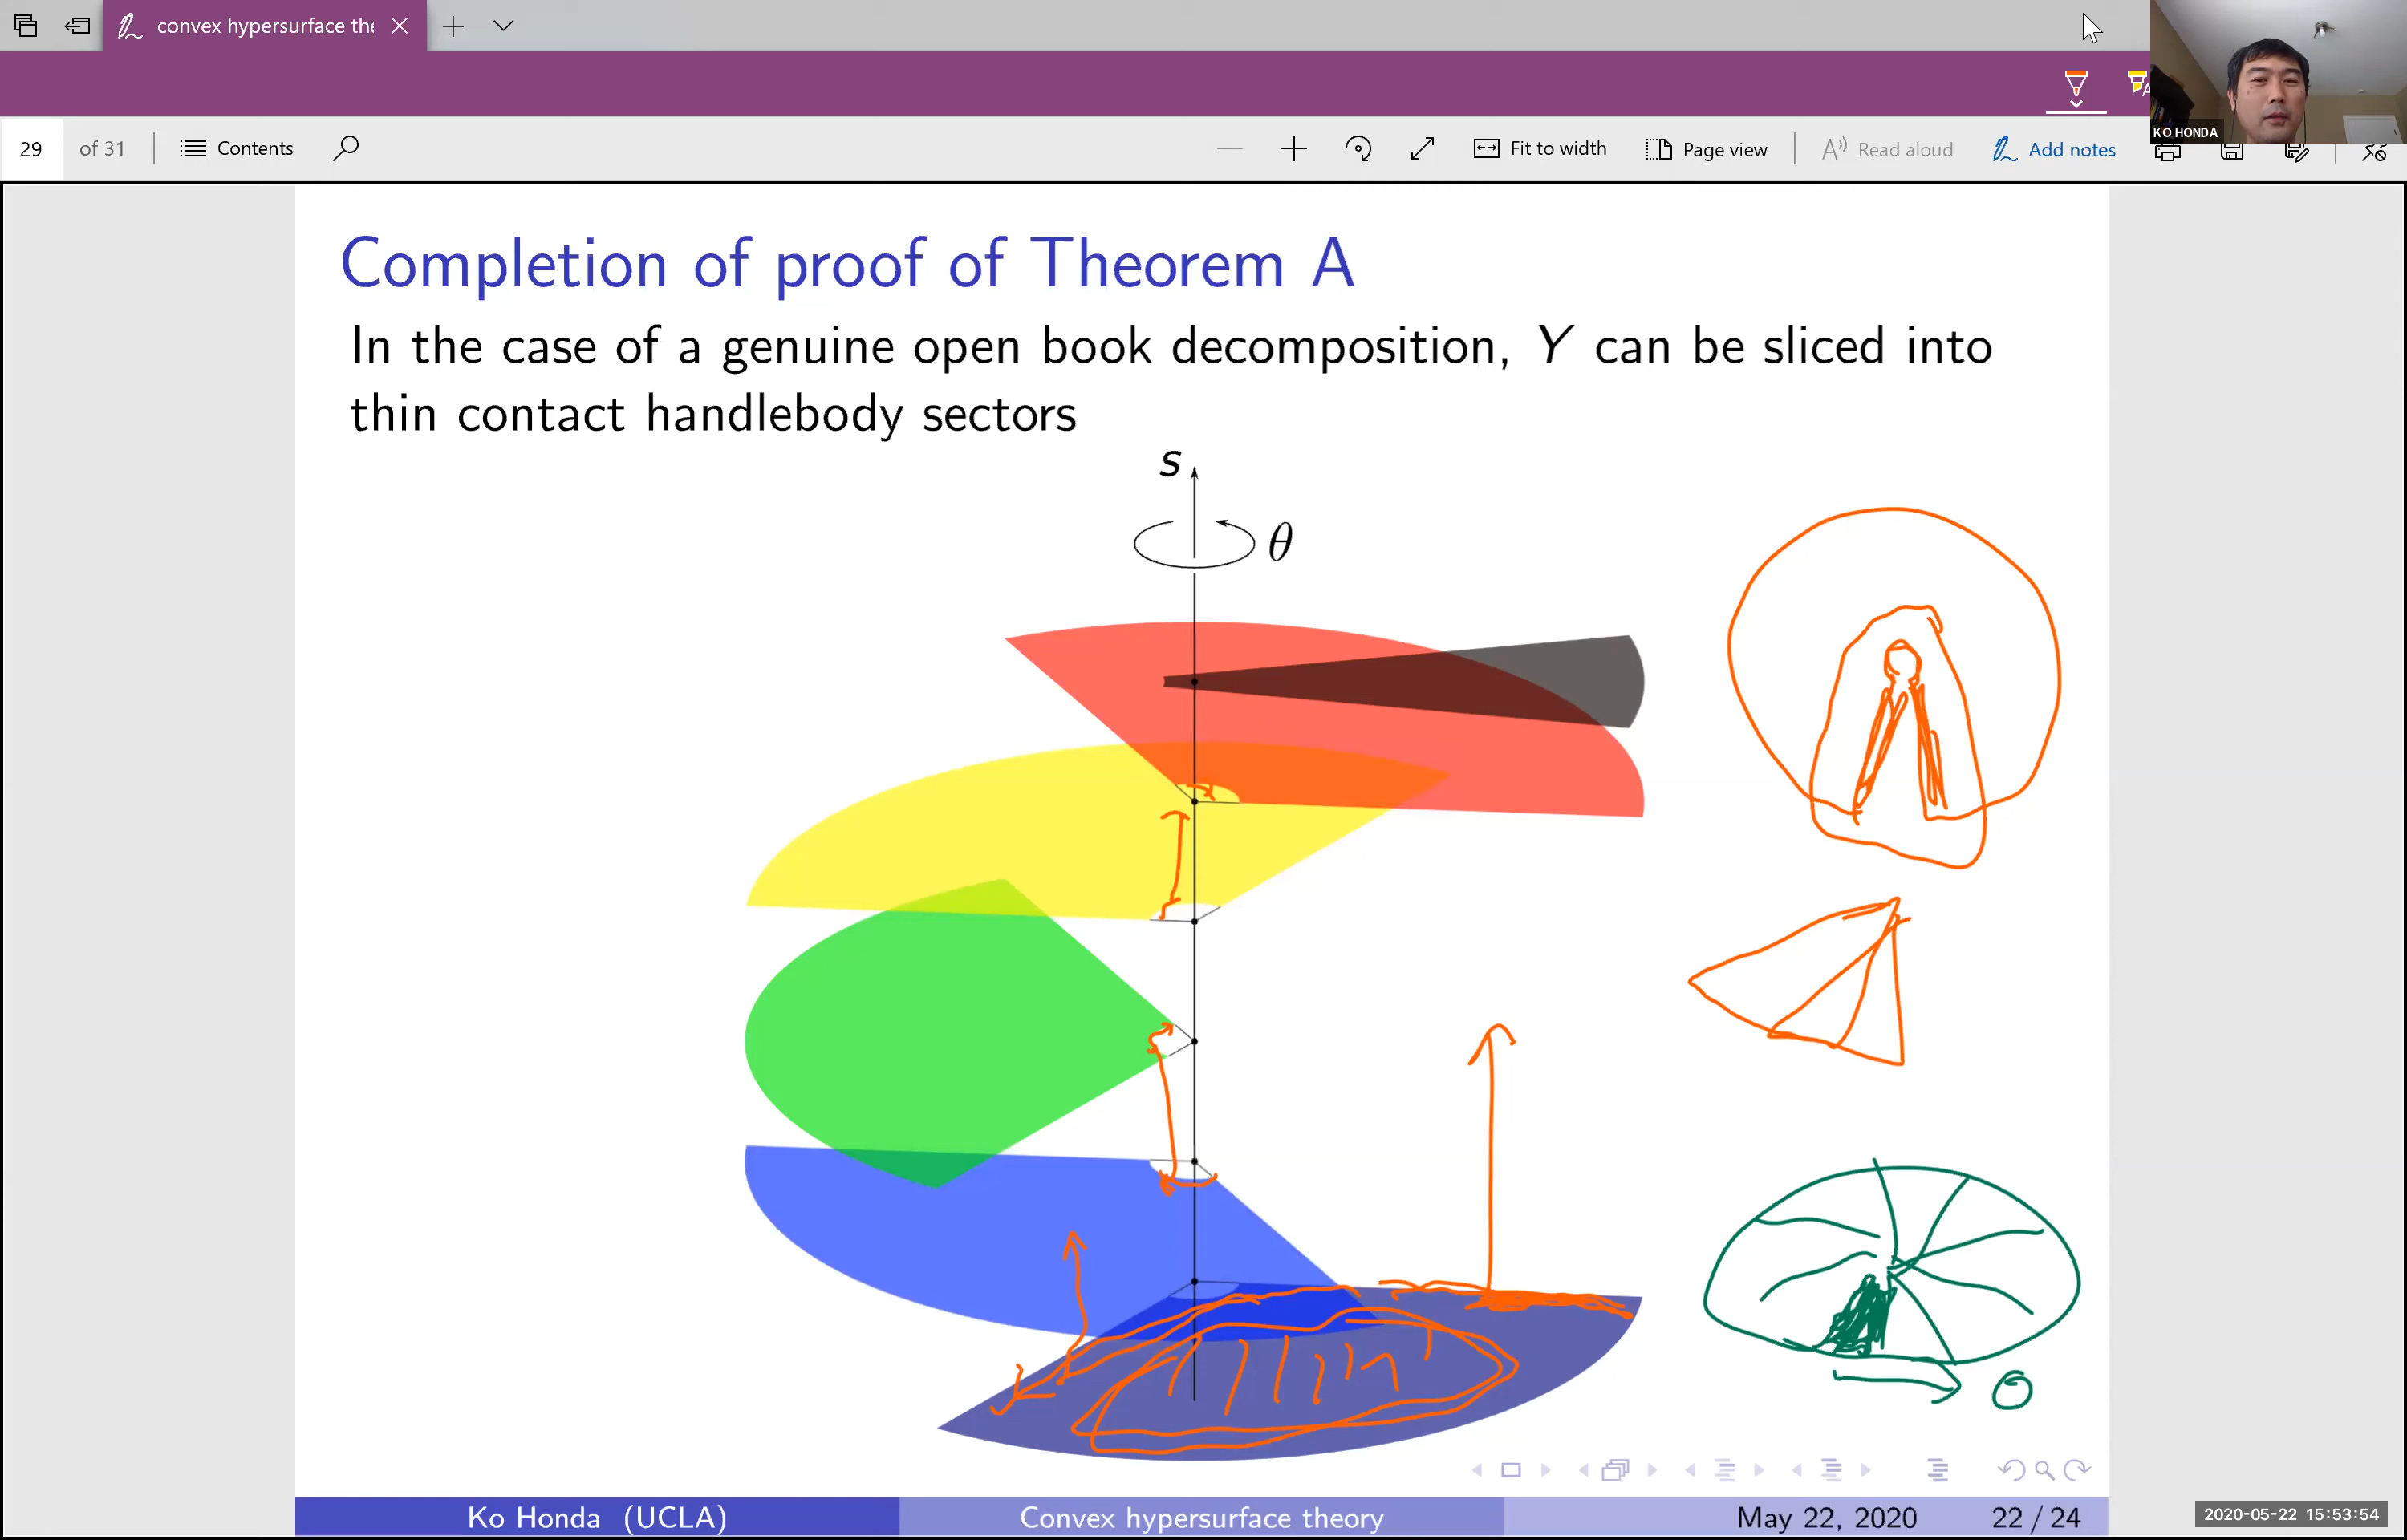 convex hypersurface the
KO HONDA
29 of 31 Contents Fit to width Page view Read aloud Add notes
Completion of proof of Theorem A
In the case of a genuine open book decomposition, Y can be sliced into
thin contact handlebody sectors
s
θ
Ko Honda (UCLA) Convex hypersurface theory May 22, 2020 22 / 24
2020-05-22 15:53:54